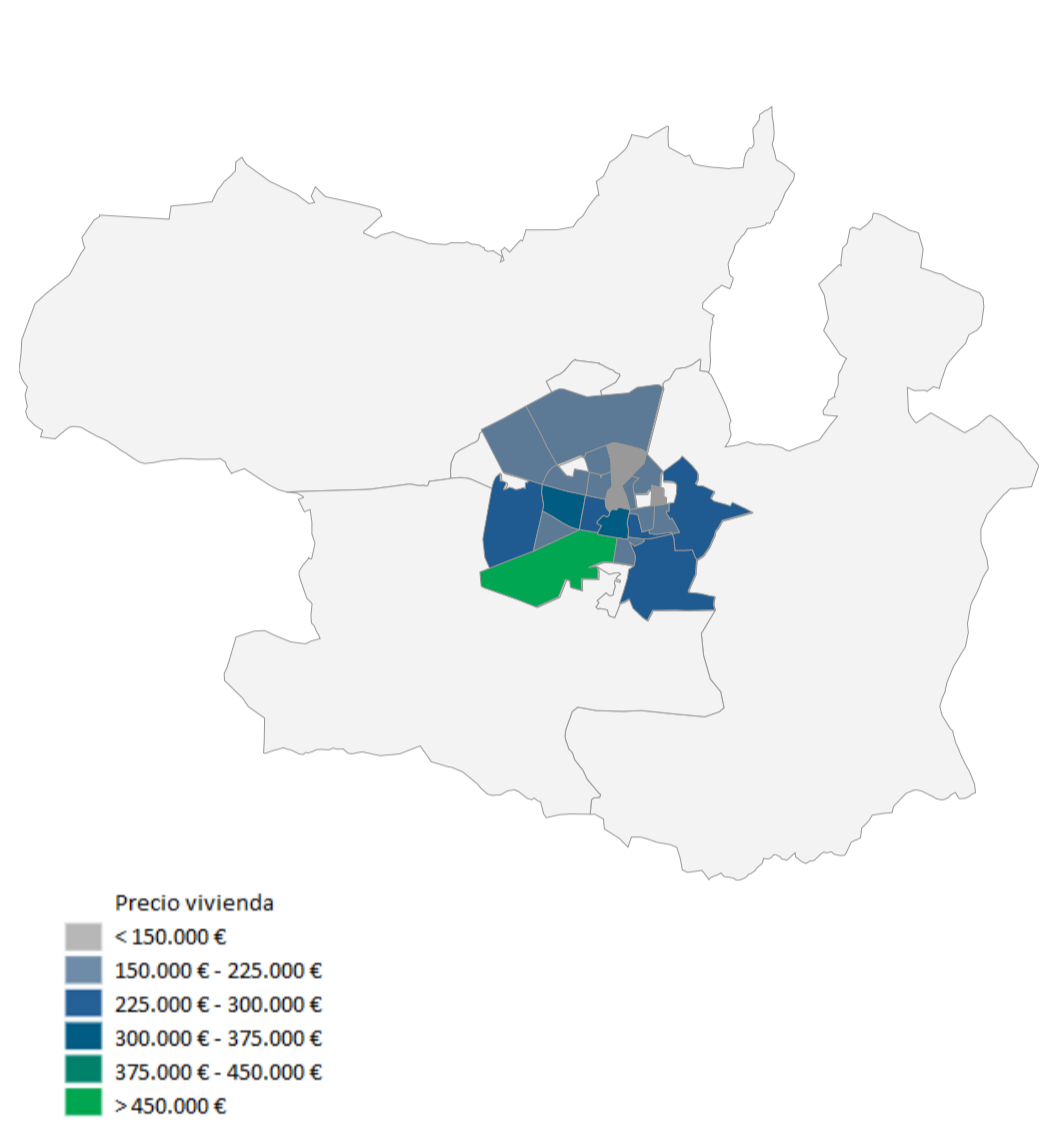 Precio vivienda
< 150.000 €
150.000 € - 225.000 €
225.000 € - 300.000 €
300.000 € - 375.000 €
375.000 € - 450.000 €
> 450.000 €